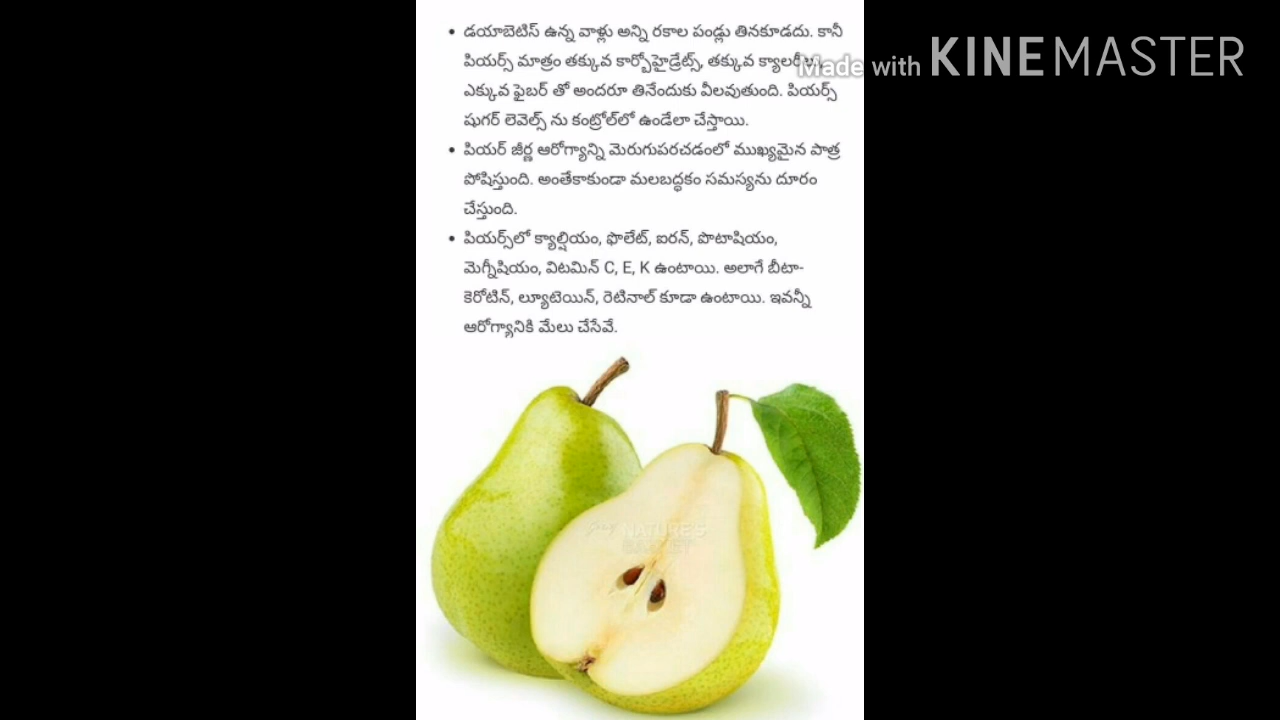 Made with KINEMASTER
• డయాబెటిస్ ఉన్న వాళ్లు అన్ని రకాల పండ్లు తినకూడదు. కానీ
పియర్స్ మాత్రం తక్కువ కార్బోహైడ్రేట్స్, తక్కువ క్యాలరీలు,
ఎక్కువ ఫైబర్ తో అందరూ తినేందుకు వీలవుతుంది. పియర్స్
షుగర్ లెవెల్స్ ను కంట్రోల్‌లో ఉండేలా చేస్తాయి.
• పియర్ జీర్ణ ఆరోగ్యాన్ని మెరుగుపరచడంలో ముఖ్యమైన పాత్ర
పోషిస్తుంది. అంతేకాకుండా మలబద్ధకం సమస్యను దూరం
చేస్తుంది.
• పియర్స్‌లో క్యాల్షియం, ఫొలేట్, ఐరన్, పొటాషియం,
మెగ్నీషియం, విటమిన్ C, E, K ఉంటాయి. అలాగే బీటా-
కెరోటిన్, ల్యూటెయిన్, రెటినాల్ కూడా ఉంటాయి. ఇవన్నీ
ఆరోగ్యానికి మేలు చేసేవే.
NATURE'S